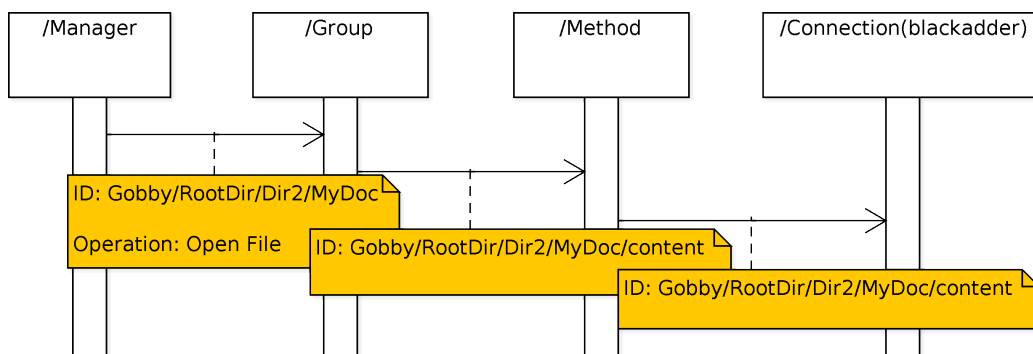 /Manager
/Group
/Method
/Connection(blackadder)
ID: Gobby/RootDir/Dir2/MyDoc
Operation: Open File
ID: Gobby/RootDir/Dir2/MyDoc/content
ID: Gobby/RootDir/Dir2/MyDoc/content